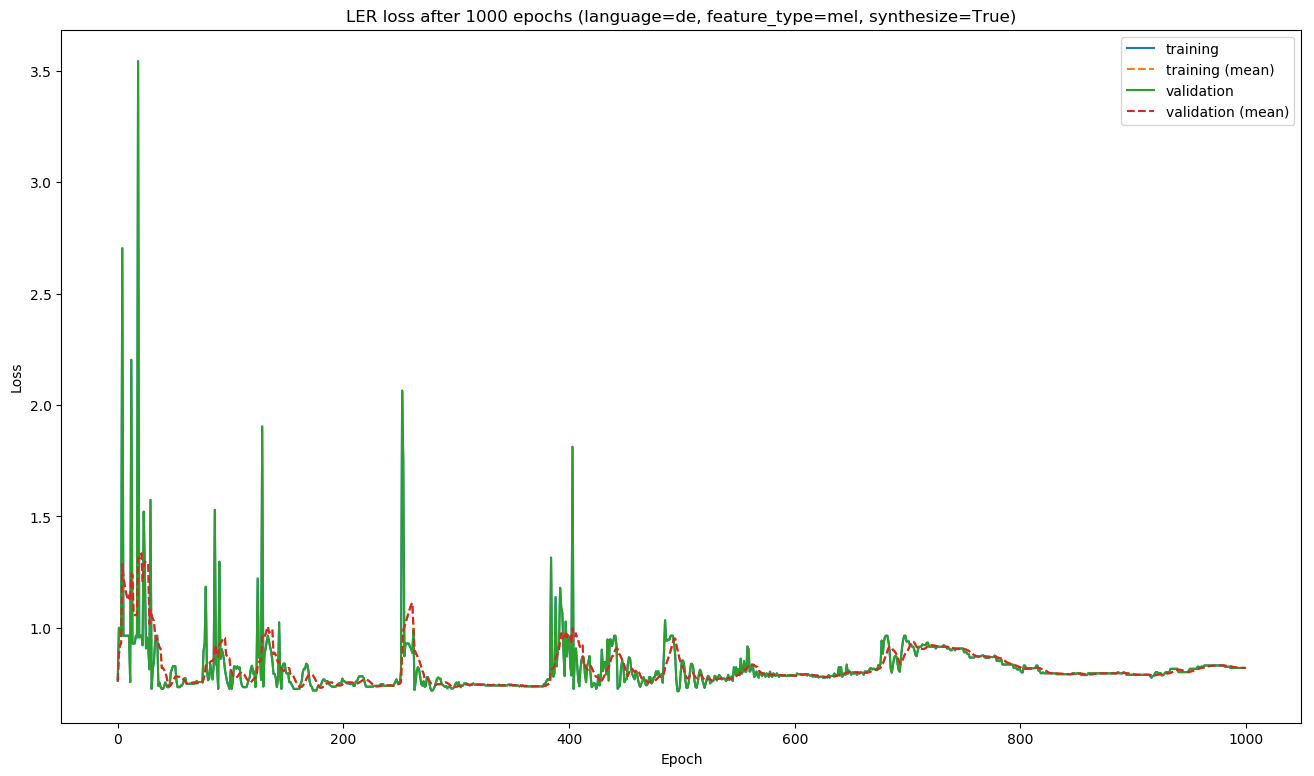 LER loss after 1000 epochs (language=de, feature_type=mel, synthesize=True)
training
training (mean)
validation
validation (mean)
Loss
3.5
3.0
2.5
2.0
1.5
1.0
0 200 400 600 800 1000
Epoch